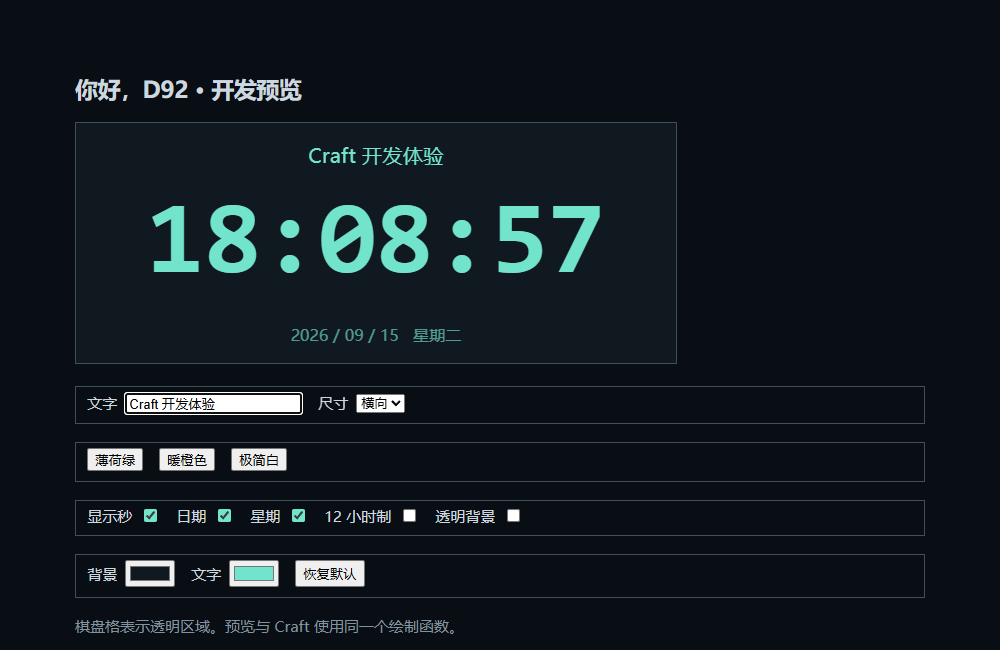 你好，D92 · 开发预览
Craft 开发体验
18:08:57
2026 / 09 / 15 星期二
文字 Craft 开发体验 尺寸 横向
薄荷绿 暖橙色 极简白
显示秒 日期 星期 12 小时制 透明背景
背景 文字 恢复默认
棋盘格表示透明区域。预览与 Craft 使用同一个绘制函数。